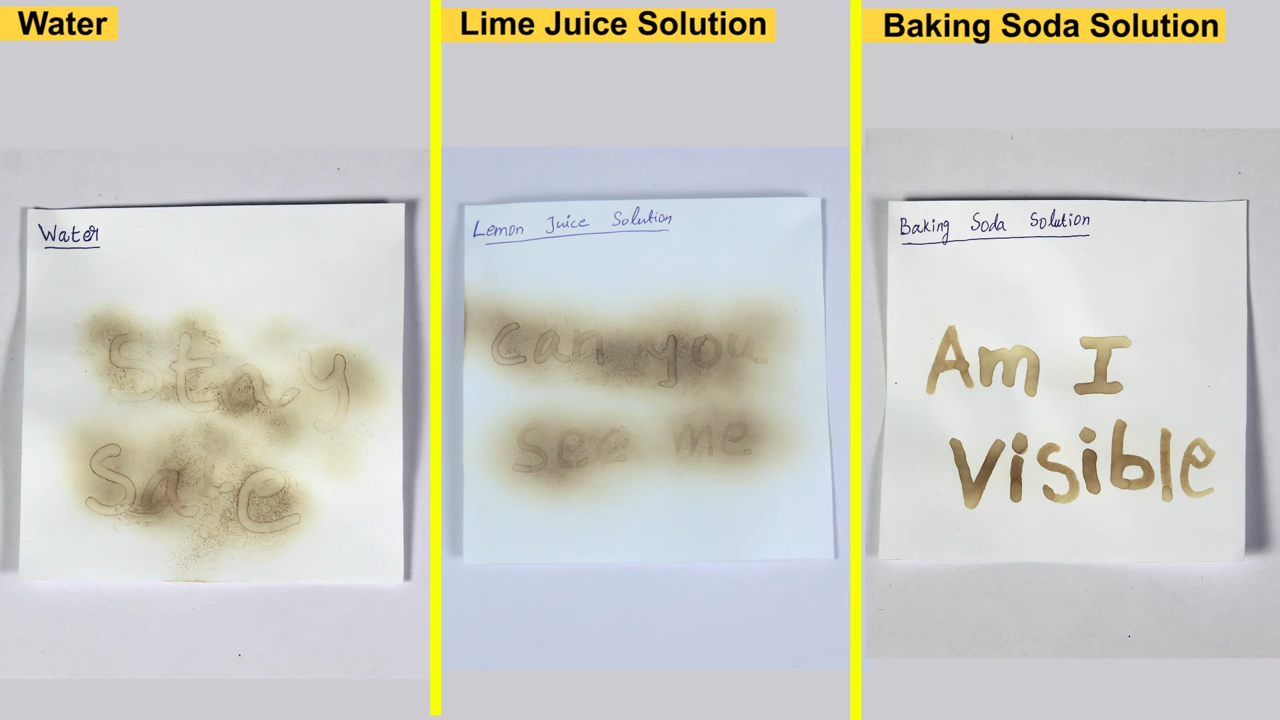 Water
Lime Juice Solution
Baking Soda Solution
Water
Stay
Safe
Lemon Juice Solution
Can you
See me
Baking Soda Solution
Am I
Visible